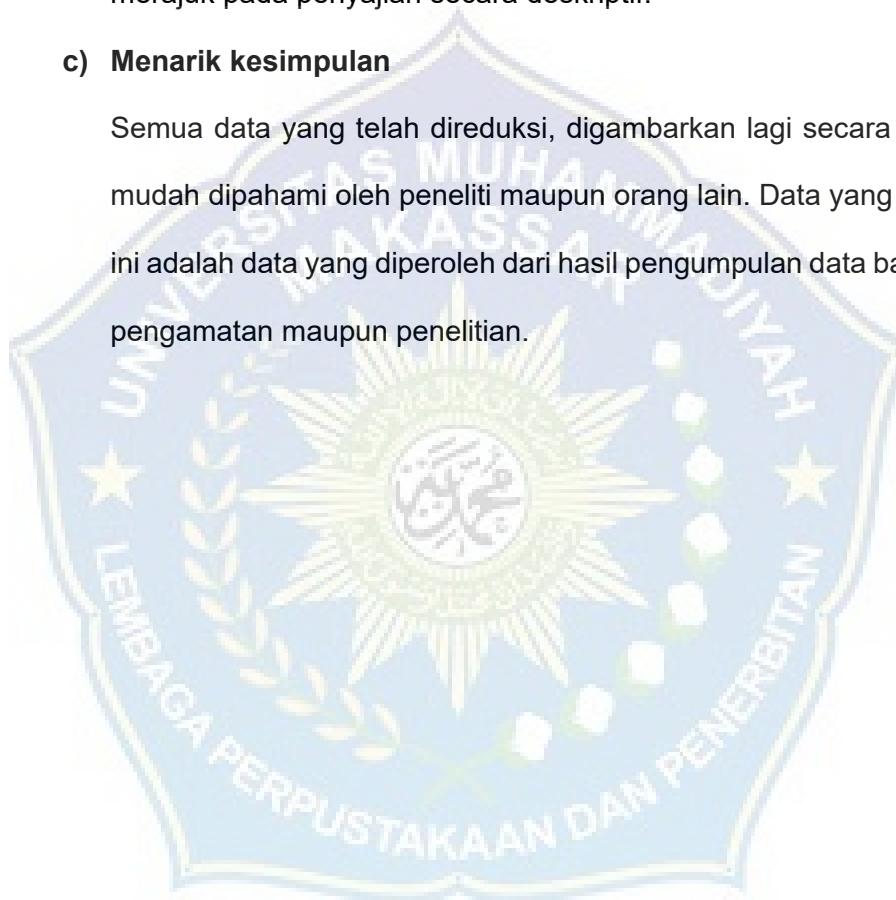 c) Menarik kesimpulan
Semua data yang telah direduksi, digambarkan lagi secara
mudah dipahami oleh peneliti maupun orang lain. Data yang
ini adalah data yang diperoleh dari hasil pengumpulan data
pengamatan maupun penelitian.
UNIVERSITAS MUHAMMADIYAH
MAKASSAR
LEMBAGA PERPUSTAKAAN DAN PENERBITAN